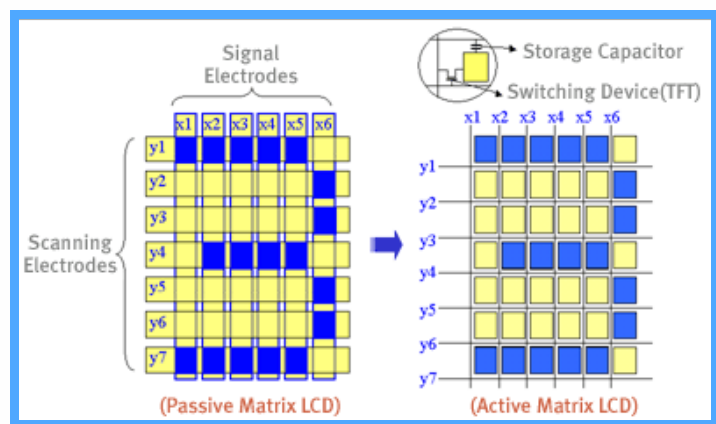 Signal
Electrodes
Storage Capacitor
Switching Device(TFT)
x1 x2 x3 x4 x5 x6
x1 x2 x3 x4 x5 x6
y1
y2
y3
y4
y5
y6
y7
Scanning
Electrodes
y1
y2
y3
y4
y5
y6
y7
(Passive Matrix LCD)
(Active Matrix LCD)